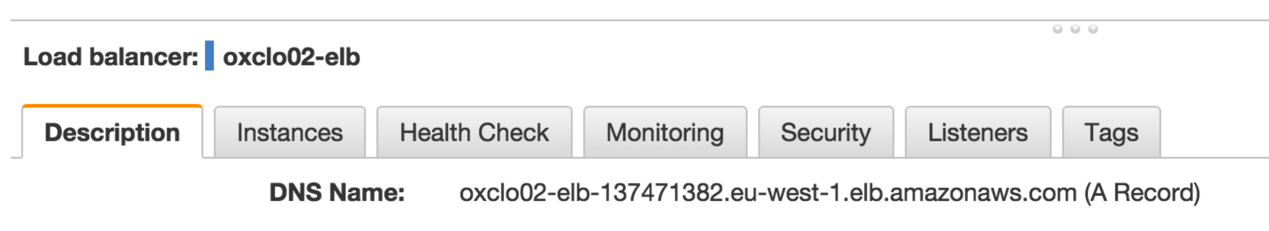 Load balancer: oxclo02-elb
Description Instances Health Check Monitoring Security Listeners Tags
DNS Name: oxclo02-elb-137471382.eu-west-1.elb.amazonaws.com (A Record)